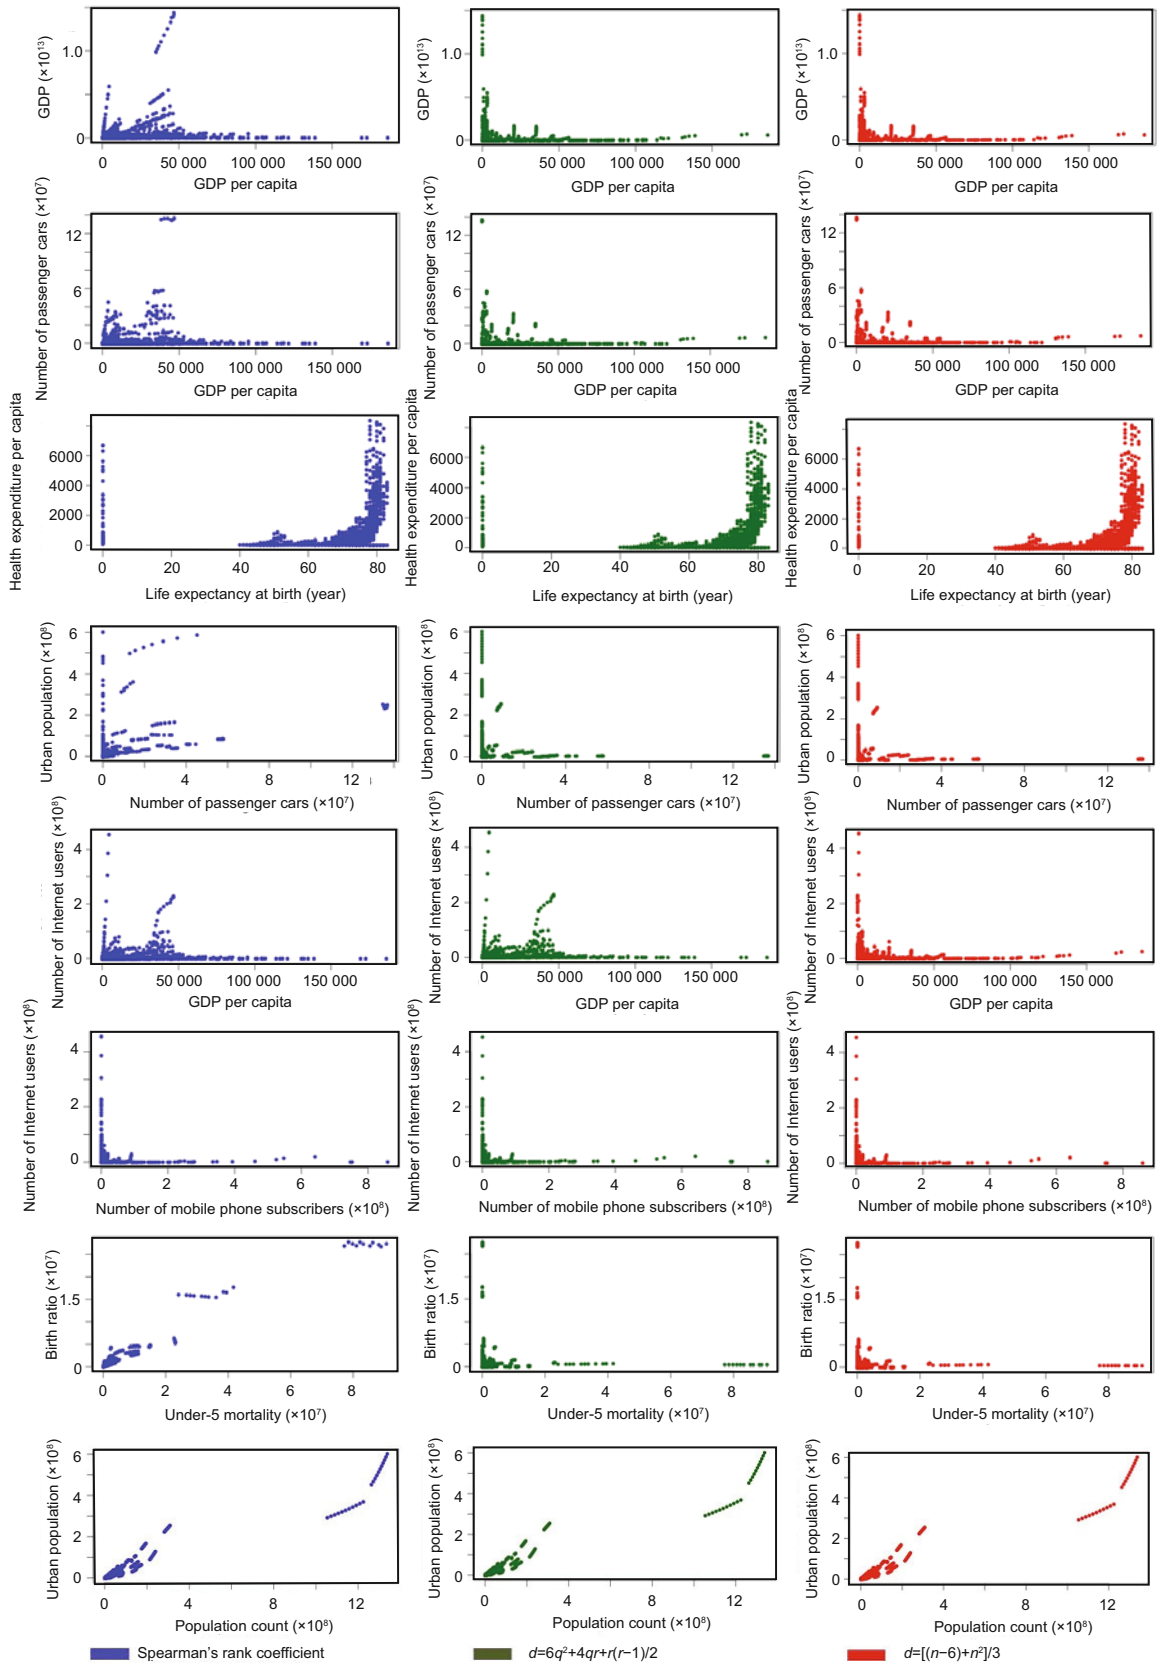 GDP (×10¹³)
1.0
0
0 50 000 100 000 150 000
GDP per capita
GDP (×10¹³)
1.0
0
0 50 000 100 000 150 000
GDP per capita
GDP (×10¹³)
1.0
0
0 50 000 100 000 150 000
GDP per capita
Number of passenger cars (×10⁷)
12
6
0
0 50 000 100 000 150 000
GDP per capita
Number of passenger cars (×10⁷)
12
6
0
0 50 000 100 000 150 000
GDP per capita
Number of passenger cars (×10⁷)
12
6
0
0 50 000 100 000 150 000
GDP per capita
Health expenditure per capita
6000
4000
2000
0
0 20 40 60 80
Life expectancy at birth (year)
Health expenditure per capita
6000
4000
2000
0
0 20 40 60 80
Life expectancy at birth (year)
Health expenditure per capita
6000
4000
2000
0
0 20 40 60 80
Life expectancy at birth (year)
Urban population (×10⁸)
6
4
2
0
0 4 8 12
Number of passenger cars (×10⁷)
Urban population (×10⁸)
6
4
2
0
0 4 8 12
Number of passenger cars (×10⁷)
Urban population (×10⁸)
6
4
2
0
0 4 8 12
Number of passenger cars (×10⁷)
Number of Internet users (×10⁸)
4
2
0
0 50 000 100 000 150 000
GDP per capita
Number of Internet users (×10⁸)
4
2
0
0 50 000 100 000 150 000
GDP per capita
Number of Internet users (×10⁸)
4
2
0
0 50 000 100 000 150 000
GDP per capita
Number of Internet users (×10⁸)
4
2
0
0 2 4 6 8
Number of mobile phone subscribers (×10⁸)
Number of Internet users (×10⁸)
4
2
0
0 2 4 6 8
Number of mobile phone subscribers (×10⁸)
Number of Internet users (×10⁸)
4
2
0
0 2 4 6 8
Number of mobile phone subscribers (×10⁸)
Birth ratio (×10⁷)
1.5
0
0 2 4 6 8
Under-5 mortality (×10⁷)
Birth ratio (×10⁷)
1.5
0
0 2 4 6 8
Under-5 mortality (×10⁷)
Birth ratio (×10⁷)
1.5
0
0 2 4 6 8
Under-5 mortality (×10⁷)
Urban population (×10⁸)
6
4
2
0
0 4 8 12
Population count (×10⁸)
Urban population (×10⁸)
6
4
2
0
0 4 8 12
Population count (×10⁸)
Urban population (×10⁸)
6
4
2
0
0 4 8 12
Population count (×10⁸)
Spearman's rank coefficient
d=6q²+4qr+r(r−1)/2
d=[(n−6)+n²]/3